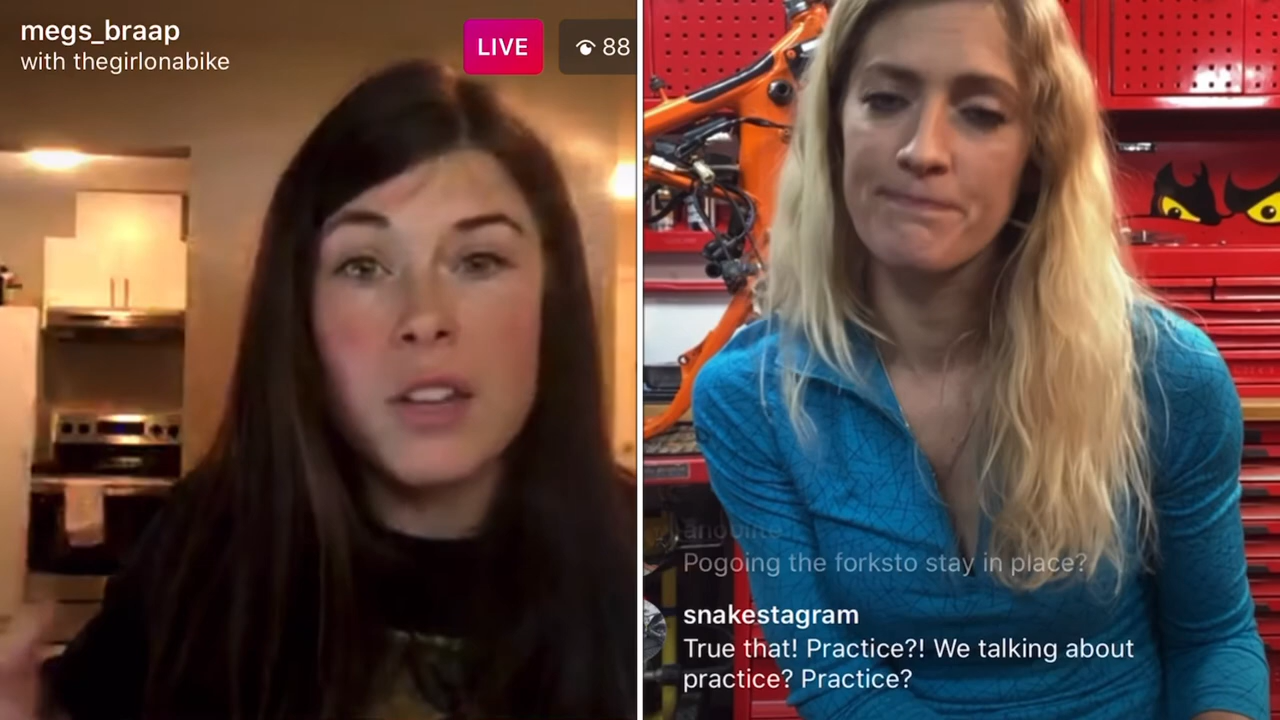 megs_braap
with thegirlonabike
LIVE
88
anoolite
Pogoing the forksto stay in place?
snakestagram
True that! Practice?! We talking about
practice? Practice?